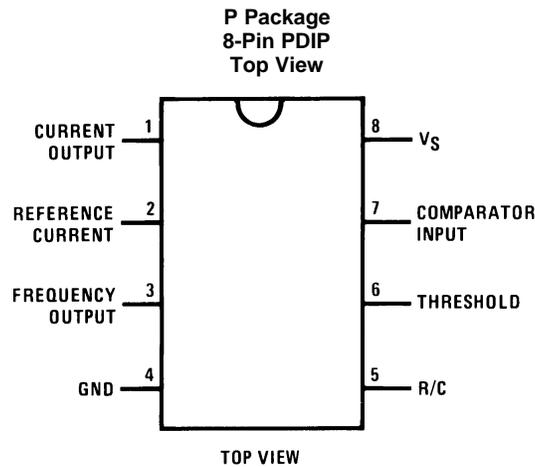 P Package
8-Pin PDIP
Top View
CURRENT
OUTPUT
1
8
VS
REFERENCE
CURRENT
2
7
COMPARATOR
INPUT
FREQUENCY
OUTPUT
3
6
THRESHOLD
GND
4
5
R/C
TOP VIEW